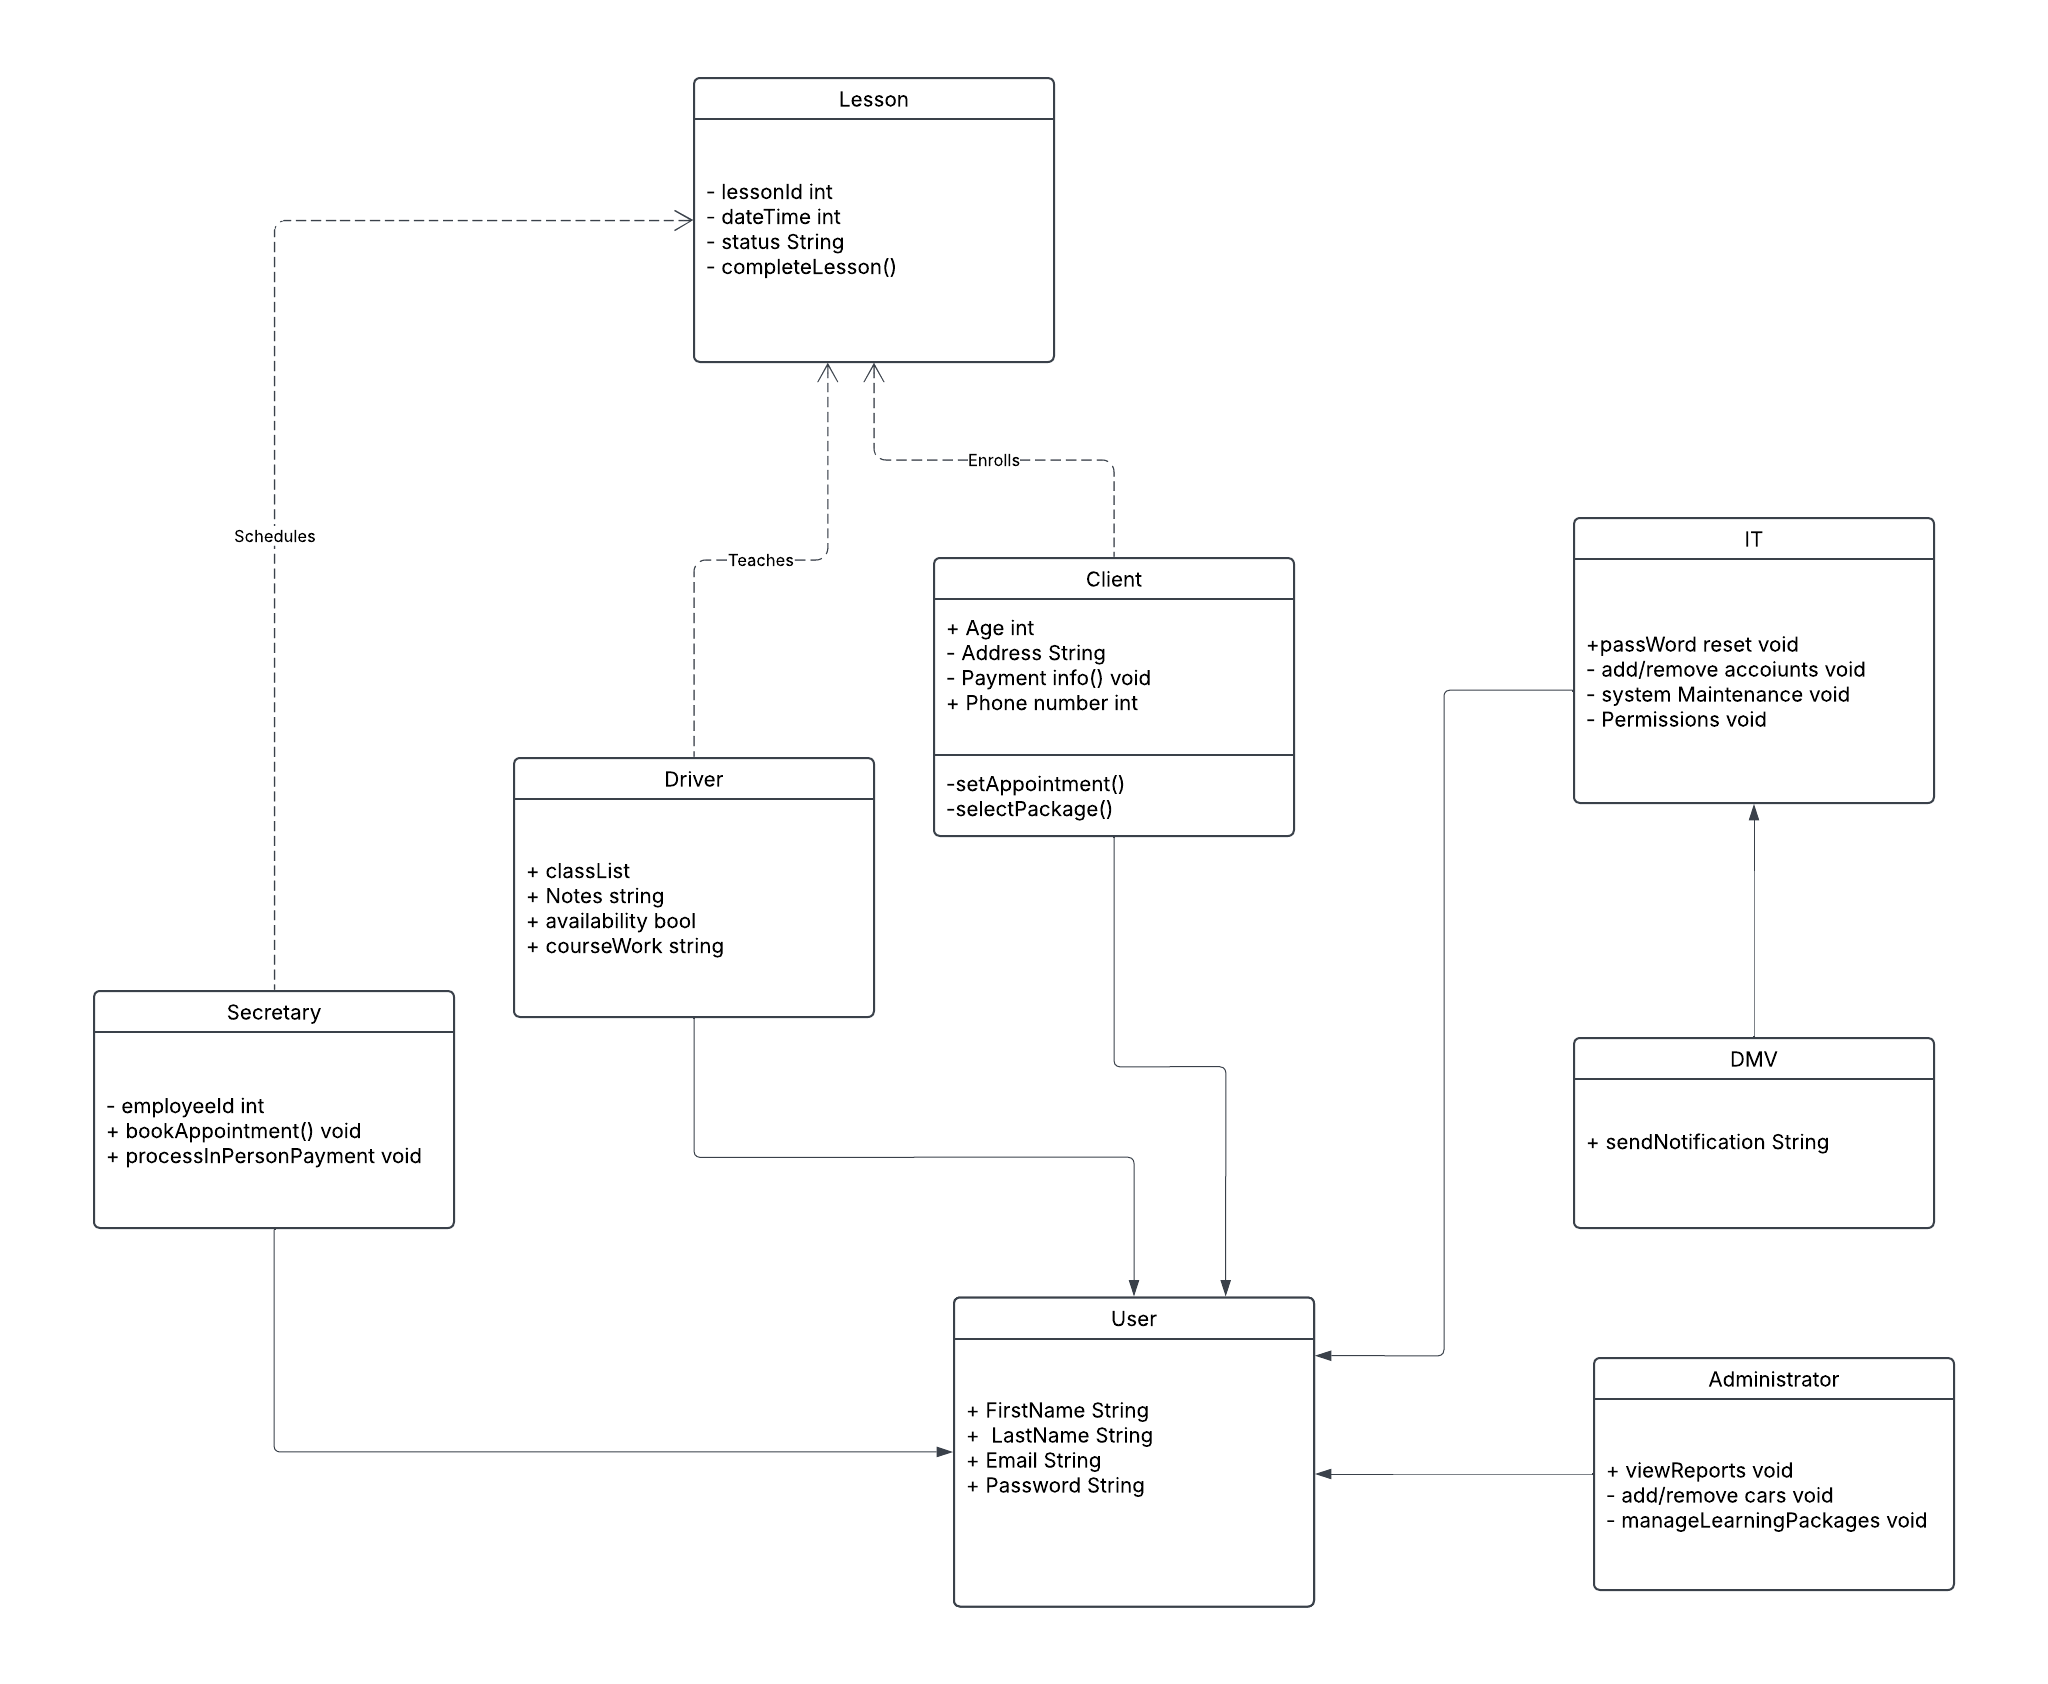 Lesson
- lessonId int
- dateTime int
- status String
- completeLesson()
Schedules
Teaches
Enrolls
Client
+ Age int
- Address String
- Payment info() void
+ Phone number int
-setAppointment()
-selectPackage()
IT
+passWord reset void
- add/remove accoiunts void
- system Maintenance void
- Permissions void
Driver
+ classList
+ Notes string
+ availability bool
+ courseWork string
Secretary
- employeeId int
+ bookAppointment() void
+ processInPersonPayment void
DMV
+ sendNotification String
User
+ FirstName String
+  LastName String
+ Email String
+ Password String
Administrator
+ viewReports void
- add/remove cars void
- manageLearningPackages void